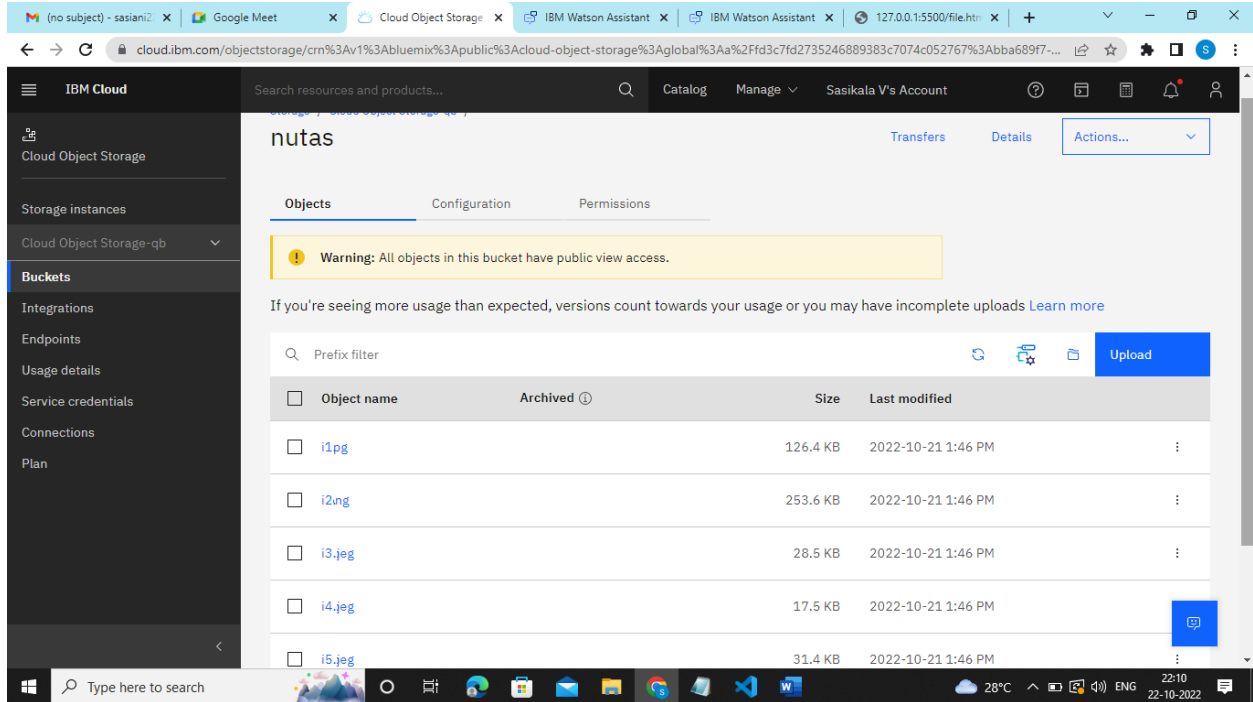 (no subject) - sasiani2
Google Meet
Cloud Object Storage
IBM Watson Assistant
IBM Watson Assistant
127.0.0.1:5500/file.htm
cloud.ibm.com/objectstorage/crn%3Av1%3Abluemix%3Apublic%3Acloud-object-storage%3Aglobal%3Aa%2Ffd3c7fd2735246889383c7074c052767%3Abba689f7-...
S
IBM Cloud
Search resources and products...
Catalog
Manage
Sasikala V's Account
Storage / Cloud Object Storage-qb /
Cloud Object Storage
nutas
Transfers
Details
Actions...
Storage instances
Cloud Object Storage-qb
Buckets
Integrations
Endpoints
Usage details
Service credentials
Connections
Plan
Objects
Configuration
Permissions
Warning: All objects in this bucket have public view access.
If you're seeing more usage than expected, versions count towards your usage or you may have incomplete uploads Learn more
Prefix filter
Upload
Object name Archived Size Last modified
i1pg 126.4 KB 2022-10-21 1:46 PM
i2.ng 253.6 KB 2022-10-21 1:46 PM
i3.jeg 28.5 KB 2022-10-21 1:46 PM
i4.jeg 17.5 KB 2022-10-21 1:46 PM
i5.jeg 31.4 KB 2022-10-21 1:46 PM
Type here to search
28°C
ENG
22:10
22-10-2022